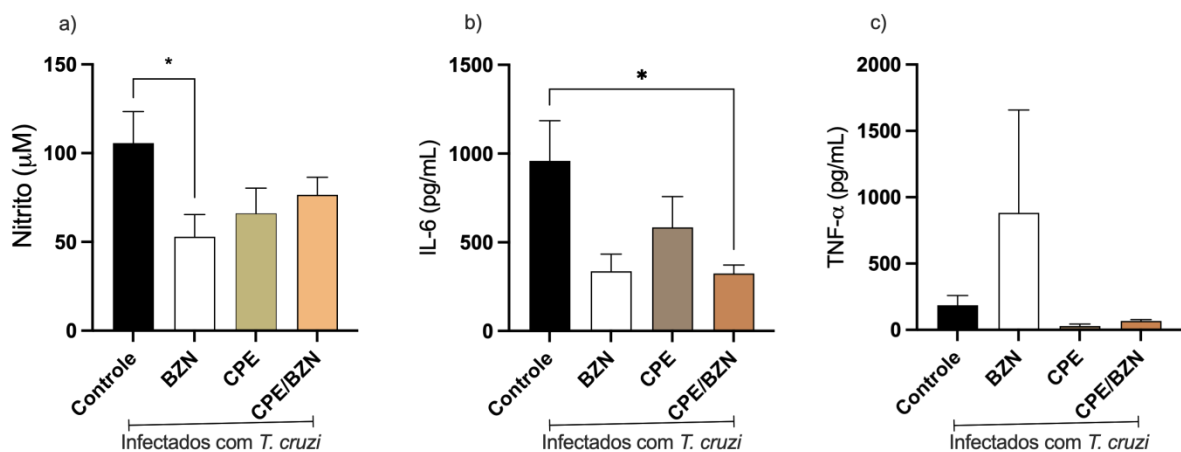 a)
Nitrito (μM)
150
100
50
0
*
Controle
BZN
CPE
CPE/BZN
Infectados com T. cruzi
b)
IL-6 (pg/mL)
1500
1000
500
0
*
Controle
BZN
CPE
CPE/BZN
Infectados com T. cruzi
c)
TNF-α (pg/mL)
2000
1500
1000
500
0
Controle
BZN
CPE
CPE/BZN
Infectados com T. cruzi